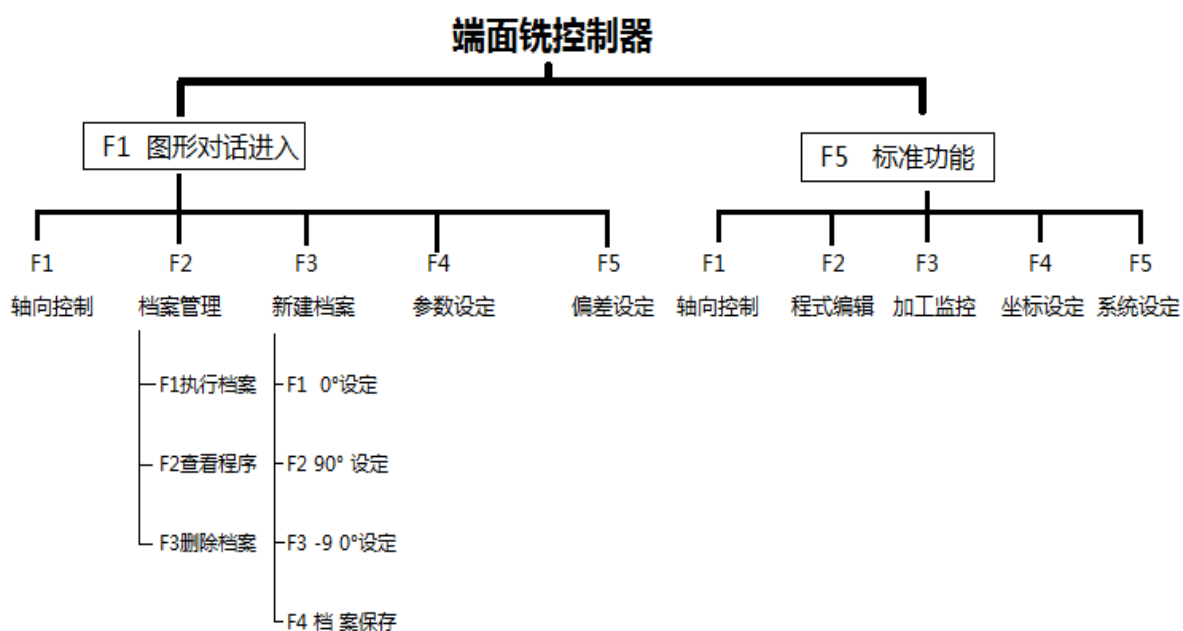 端面铣控制器
F1 图形对话进入
F5 标准功能
F1 F2 F3 F4 F5 F1 F2 F3 F4 F5
轴向控制 档案管理 新建档案 参数设定 偏差设定 轴向控制 程式编辑 加工监控 坐标设定 系统设定
F1执行档案 F1 0°设定
F2查看程序 F2 90° 设定
F3删除档案 F3 -9 0°设定
F4 档 案保存